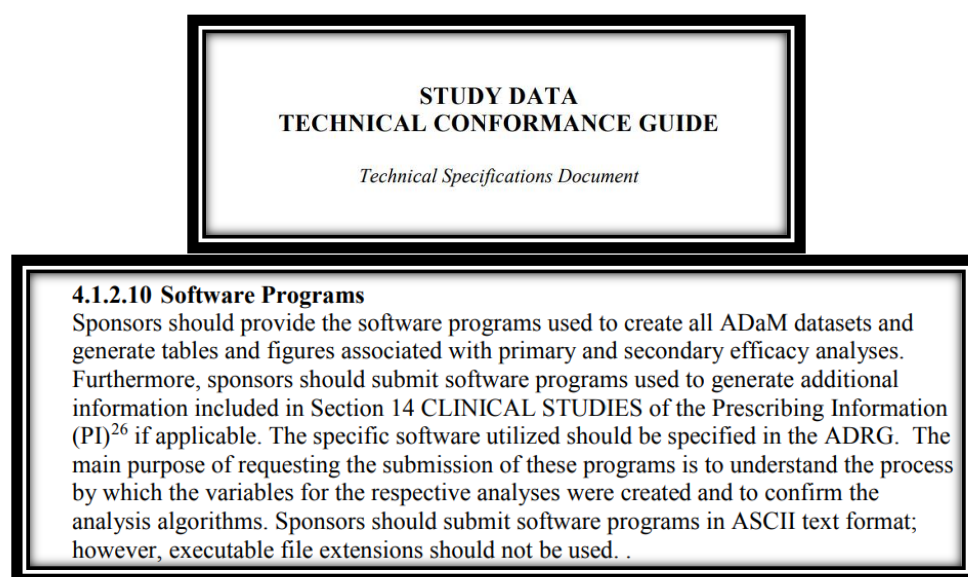 STUDY DATA
TECHNICAL CONFORMANCE GUIDE
Technical Specifications Document
4.1.2.10 Software Programs
Sponsors should provide the software programs used to create all ADaM datasets and
generate tables and figures associated with primary and secondary efficacy analyses.
Furthermore, sponsors should submit software programs used to generate additional
information included in Section 14 CLINICAL STUDIES of the Prescribing Information
(PI)26 if applicable. The specific software utilized should be specified in the ADRG.  The
main purpose of requesting the submission of these programs is to understand the process
by which the variables for the respective analyses were created and to confirm the
analysis algorithms. Sponsors should submit software programs in ASCII text format;
however, executable file extensions should not be used. .